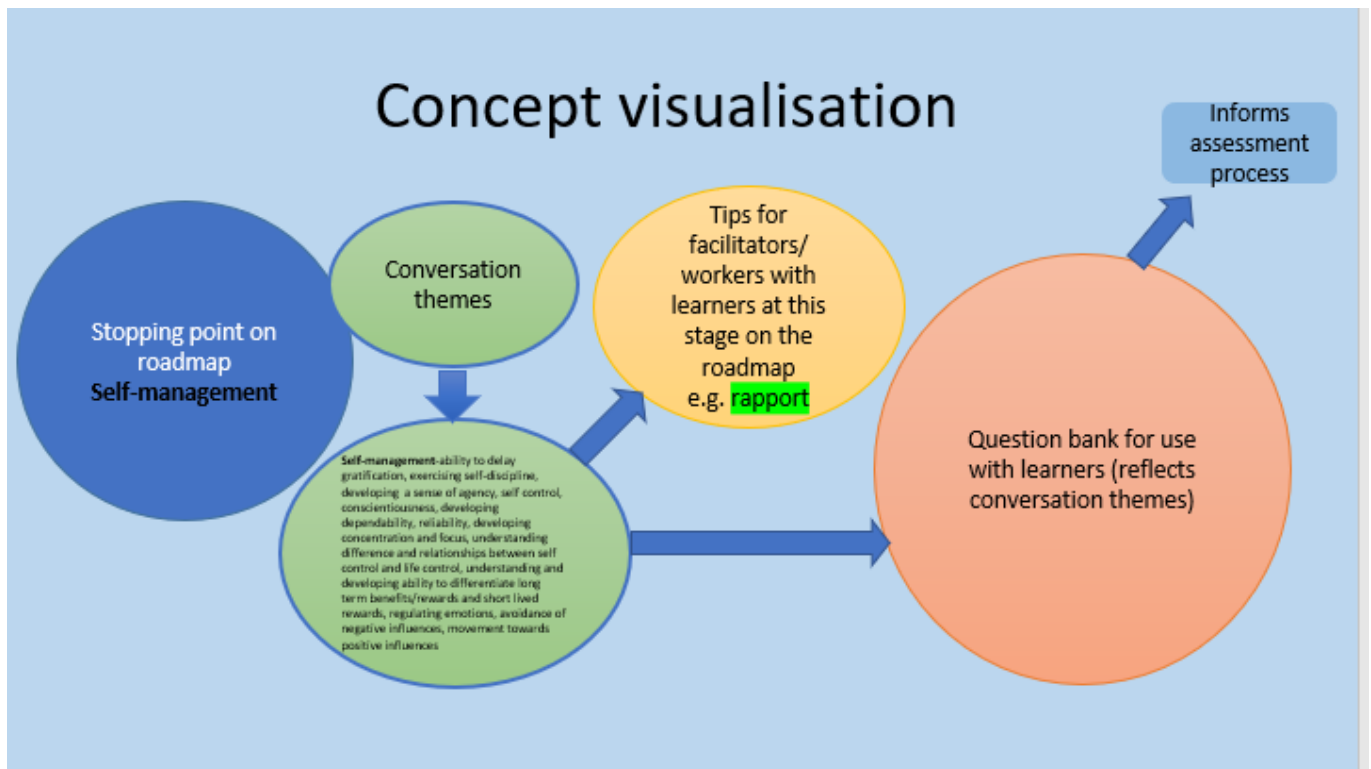 Concept visualisation
Informs
assessment
process
Stopping point on
roadmap
Self-management
Conversation
themes
Self-management-ability to delay
gratification, exercising self-discipline,
developing a sense of agency, self control,
conscientiousness, developing
dependability, reliability, developing
concentration and focus, understanding
difference and relationships between self
control and life control, understanding and
developing ability to differentiate long
term benefits/rewards and short lived
rewards, regulating emotions, avoidance of
negative influences, movement towards
positive influences
Tips for
facilitators/
workers with
learners at this
stage on the
roadmap
e.g. rapport
Question bank for use
with learners (reflects
conversation themes)